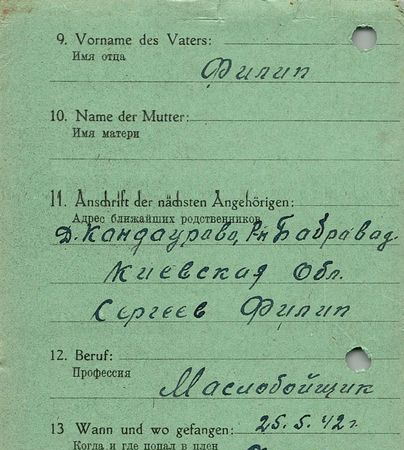 9. Vorname des Vaters:
Имя отца
Филип
10. Name der Mutter:
Имя матери
11. Anschrift der nächsten Angehörigen:
Адрес ближайших родственников
Д. Кандаурово, Р-н Бабравад.
Киевская Обл.
Сергеев Филип
12. Beruf:
Профессия
Маслобойщик
13 Wann und wo gefangen: 25. 5. 42 г.
Когда и где попал в плен